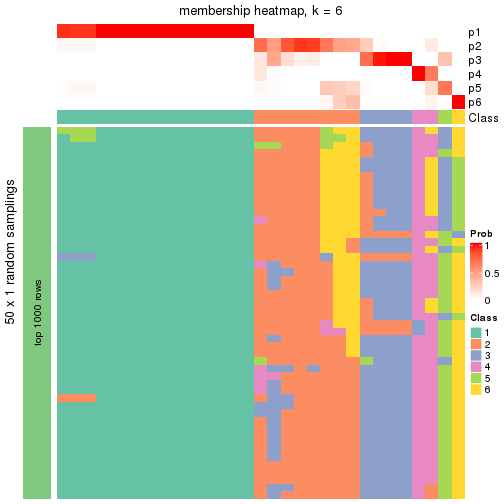 membership heatmap, k = 6
p1
p2
p3
p4
p5
p6
Class
50 x 1 random samplings
top 1000 rows
Prob
1
0.5
0
Class
1
2
3
4
5
6